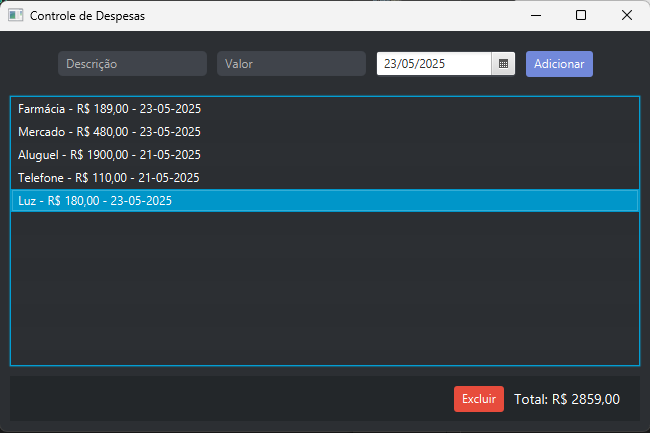 Controle de Despesas
Descrição Valor 23/05/2025 Adicionar
Farmácia - R$ 189,00 - 23-05-2025
Mercado - R$ 480,00 - 23-05-2025
Aluguel - R$ 1900,00 - 21-05-2025
Telefone - R$ 110,00 - 21-05-2025
Luz - R$ 180,00 - 23-05-2025
Excluir Total: R$ 2859,00